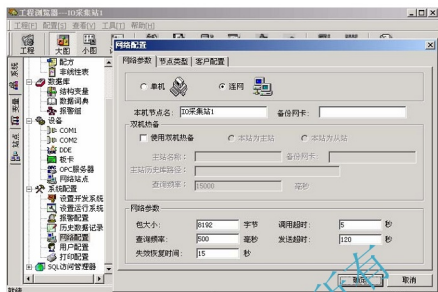 工程浏览器---IO采集站1
工程[F] 配置[S] 查看[V] 工具[T] 帮助[H]
工程 大图 小图
系统
变量
站点
配方
非线性表
数据库
结构变量
数据词典
报警组
设备
COM1
COM2
DDE
板卡
OPC服务器
网络站点
系统配置
设置开发系统
设置运行系统
报警配置
历史数据记录
网络配置
用户配置
打印配置
SQL访问管理器
就绪
网络配置
网络参数 节点类型 客户配置
单机 连网
本机节点名: IO采集站1 备份网卡:
双机热备
使用双机热备 本站为主站 本站为从站
主站名称: 备份网卡:
主站历史库路径:
查询频率: 15000 毫秒
网络参数
包大小: 8192 字节 调用超时: 5 秒
查询频率: 500 毫秒 发送超时: 120 秒
失效恢复时间: 15 秒
确定 取消